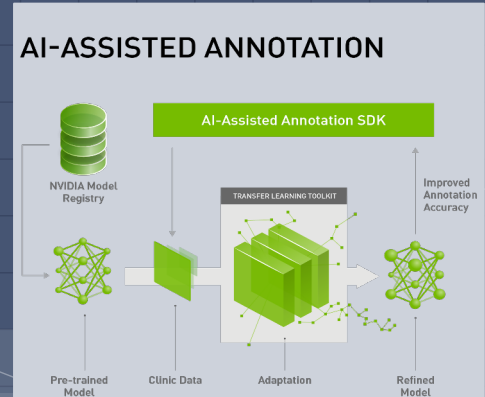 AI-ASSISTED ANNOTATION
AI-Assisted Annotation SDK
NVIDIA Model
Registry
TRANSFER LEARNING TOOLKIT
Improved
Annotation
Accuracy
Pre-trained
Model
Clinic Data
Adaptation
Refined
Model